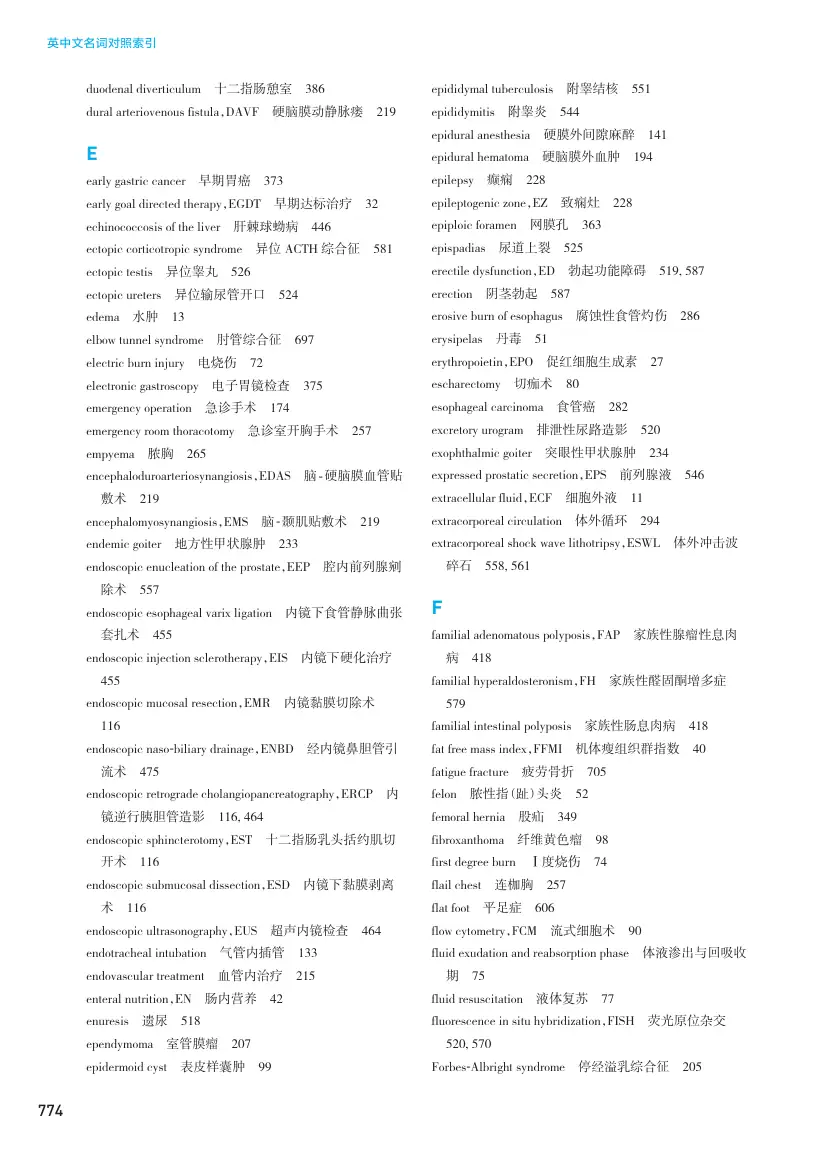 英中文名词对照索引
duodenal diverticulum 十二指肠憩室 386
dural arteriovenous fistula,DAVF 硬脑膜动静脉瘘 219
E
early gastric cancer 早期胃癌 373
early goal directed therapy,EGDT 早期达标治疗 32
echinococcosis of the liver 肝棘球蚴病 446
ectopic corticotropic syndrome 异位 ACTH 综合征 581
ectopic testis 异位睾丸 526
ectopic ureters 异位输尿管开口 524
edema 水肿 13
elbow tunnel syndrome 肘管综合征 697
electric burn injury 电烧伤 72
electronic gastroscopy 电子胃镜检查 375
emergency operation 急诊手术 174
emergency room thoracotomy 急诊室开胸手术 257
empyema 脓胸 265
encephaloduroarteriosynangiosis,EDAS 脑-硬脑膜血管贴
敷术 219
encephalomyosynangiosis,EMS 脑-颞肌贴敷术 219
endemic goiter 地方性甲状腺肿 233
endoscopic enucleation of the prostate,EEP 腔内前列腺剜
除术 557
endoscopic esophageal varix ligation 内镜下食管静脉曲张
套扎术 455
endoscopic injection sclerotherapy,EIS 内镜下硬化治疗
455
endoscopic mucosal resection,EMR 内镜黏膜切除术
116
endoscopic naso-biliary drainage,ENBD 经内镜鼻胆管引
流术 475
endoscopic retrograde cholangiopancreatography,ERCP 内
镜逆行胰胆管造影 116,464
endoscopic sphincterotomy,EST 十二指肠乳头括约肌切
开术 116
endoscopic submucosal dissection,ESD 内镜下黏膜剥离
术 116
endoscopic ultrasonography,EUS 超声内镜检查 464
endotracheal intubation 气管内插管 133
endovascular treatment 血管内治疗 215
enteral nutrition,EN 肠内营养 42
enuresis 遗尿 518
ependymoma 室管膜瘤 207
epidermoid cyst 表皮样囊肿 99
epididymal tuberculosis 附睾结核 551
epididymitis 附睾炎 544
epidural anesthesia 硬膜外间隙麻醉 141
epidural hematoma 硬脑膜外血肿 194
epilepsy 癫痫 228
epileptogenic zone,EZ 致痫灶 228
epiploic foramen 网膜孔 363
epispadias 尿道上裂 525
erectile dysfunction,ED 勃起功能障碍 519,587
erection 阴茎勃起 587
erosive burn of esophagus 腐蚀性食管灼伤 286
erysipelas 丹毒 51
erythropoietin,EPO 促红细胞生成素 27
escharectomy 切痂术 80
esophageal carcinoma 食管癌 282
excretory urogram 排泄性尿路造影 520
exophthalmic goiter 突眼性甲状腺肿 234
expressed prostatic secretion,EPS 前列腺液 546
extracellular fluid,ECF 细胞外液 11
extracorporeal circulation 体外循环 294
extracorporeal shock wave lithotripsy,ESWL 体外冲击波
碎石 558,561
F
familial adenomatous polyposis,FAP 家族性腺瘤性息肉
病 418
familial hyperaldosteronism,FH 家族性醛固酮增多症
579
familial intestinal polyposis 家族性肠息肉病 418
fat free mass index,FFMI 机体瘦组织群指数 40
fatigue fracture 疲劳骨折 705
felon 脓性指(趾)头炎 52
femoral hernia 股疝 349
fibroxanthoma 纤维黄色瘤 98
first degree burn Ⅰ度烧伤 74
flail chest 连枷胸 257
flat foot 平足症 606
flow cytometry,FCM 流式细胞术 90
fluid exudation and reabsorption phase 体液渗出与回吸收
期 75
fluid resuscitation 液体复苏 77
fluorescence in situ hybridization,FISH 荧光原位杂交
520,570
Forbes-Albright syndrome 停经溢乳综合征 205
774